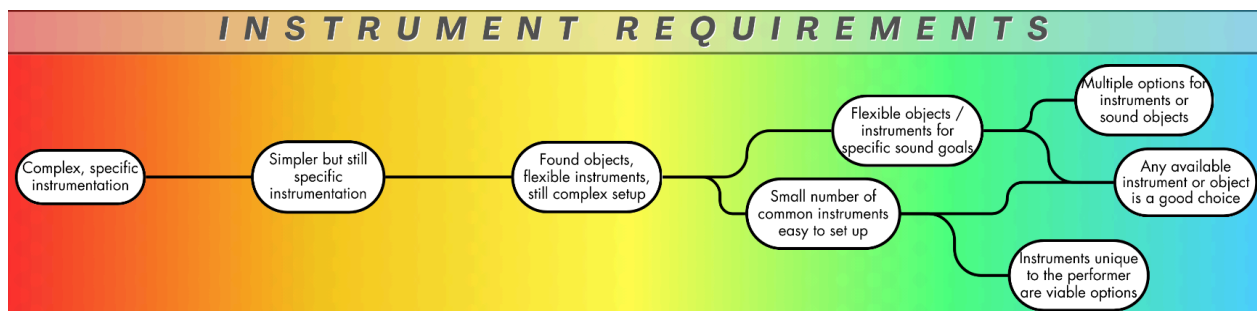 INSTRUMENT REQUIREMENTS
Complex, specific
instrumentation
Simpler but still
specific
instrumentation
Found objects,
flexible instruments,
still complex setup
Flexible objects /
instruments for
specific sound goals
Small number of
common instruments
easy to set up
Multiple options for
instruments or
sound objects
Any available
instrument or object
is a good choice
Instruments unique
to the performer
are viable options